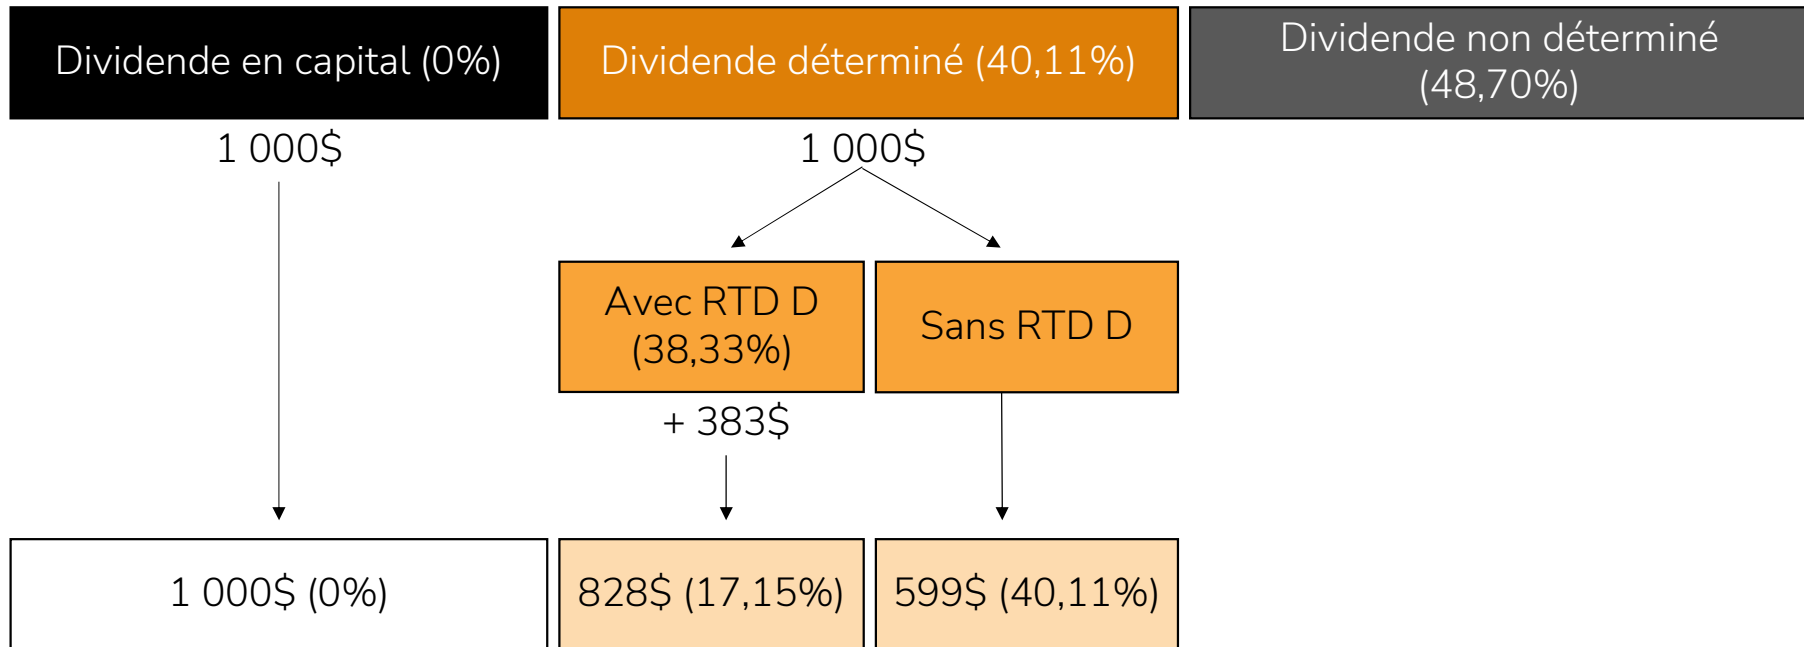 Dividende en capital (0%)
Dividende déterminé (40,11%)
Dividende non déterminé
(48,70%)
1 000$
1 000$
Avec RTD D
(38,33%)
Sans RTD D
+ 383$
1 000$ (0%)
828$ (17,15%)
599$ (40,11%)